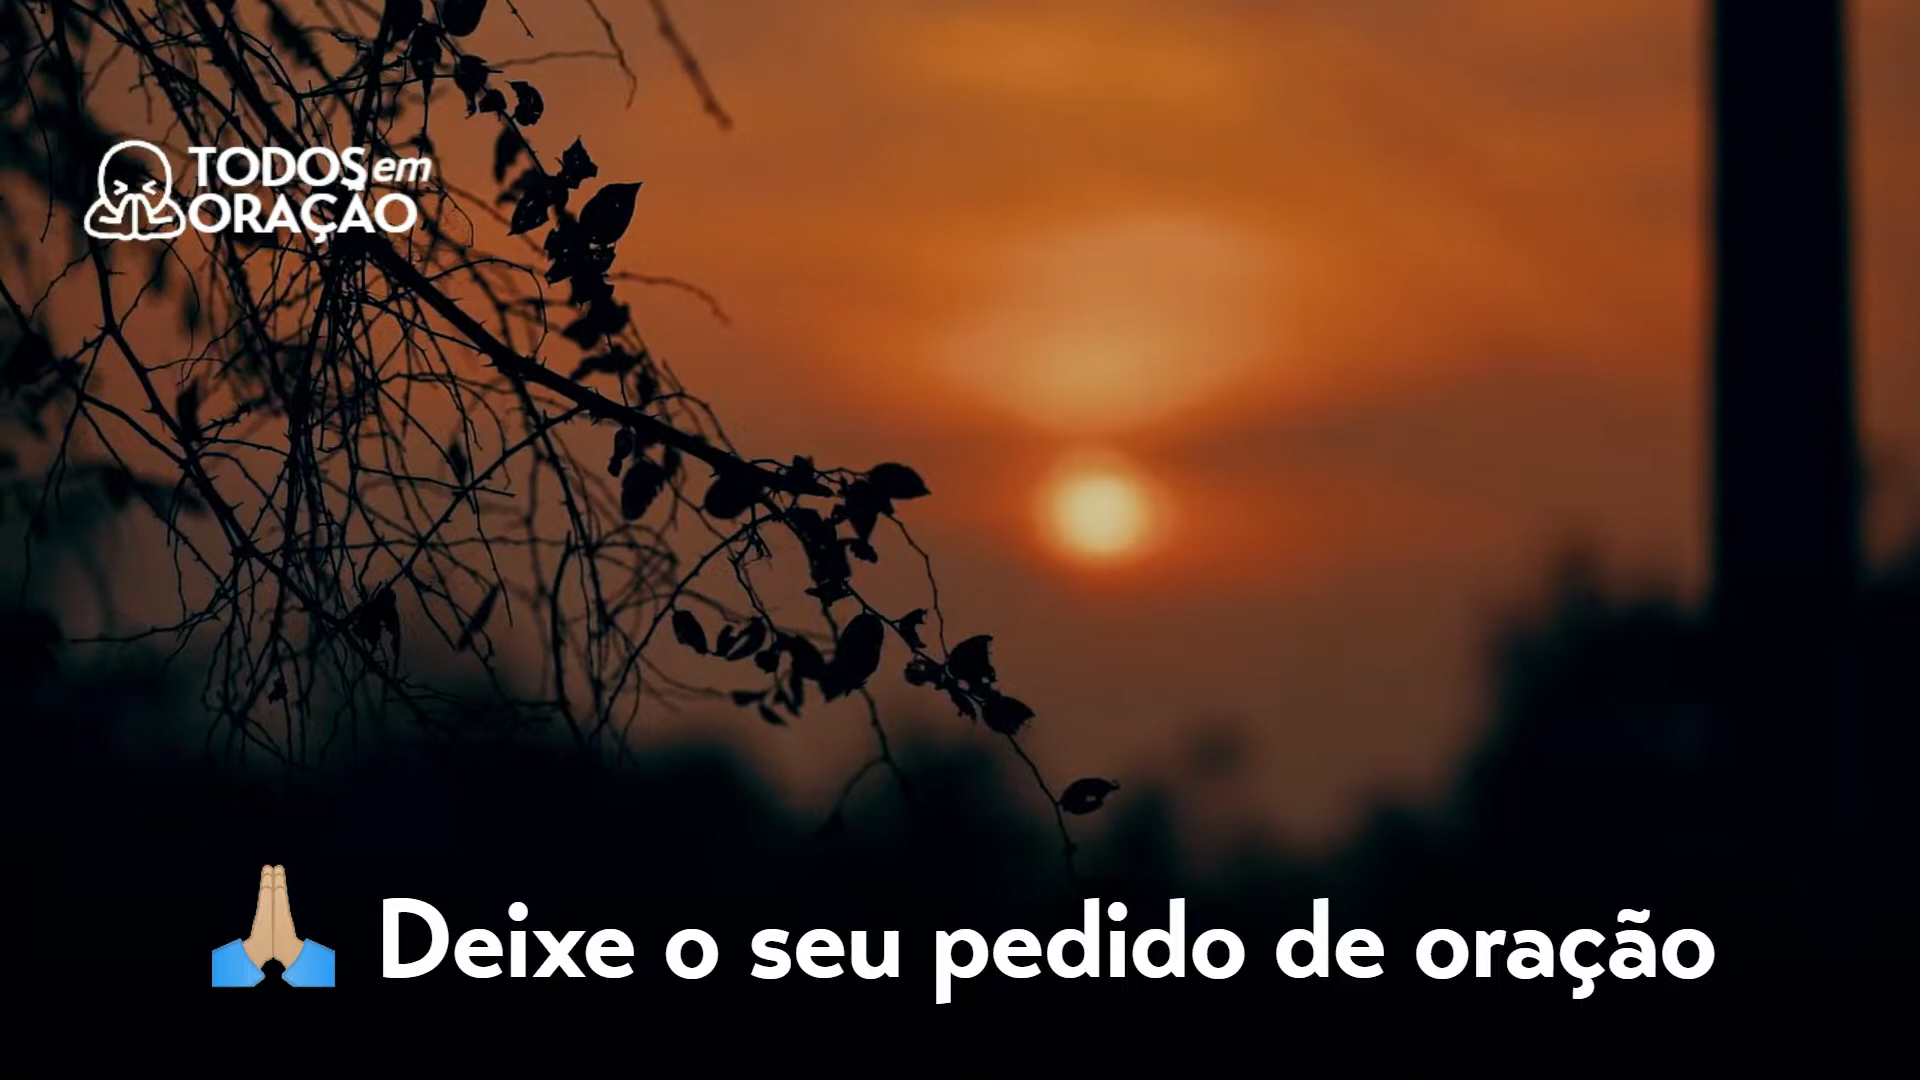 TODOS em
ORAÇÃO
🙏🏼 Deixe o seu pedido de oração